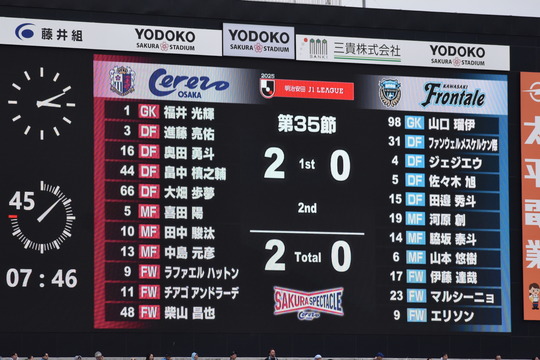 藤井組
YODOKO
SAKURA STADIUM
YODOKO
SAKURA STADIUM
DANKI
三貴株式会社
YODOKO
SAKURA STADIUM
Cerezo
OSAKA
2025
明治安田 J1 LEAGUE
KAWASAKI
Frontale
第35節
2 1st 0
2nd
2 Total 0
SAKURA SPECTACLE
Cerezo
1 GK 福井 光輝
3 DF 進藤 亮佑
16 DF 奥田 勇斗
44 DF 畠中 槙之輔
66 DF 大畑 歩夢
5 MF 喜田 陽
10 MF 田中 駿汰
13 MF 中島 元彦
9 FW ラファエル ハットン
11 FW チアゴ アンドラーデ
48 FW 柴山 昌也
98 GK 山口 瑠伊
31 DF ファンウェルメスケルケン際
4 DF ジェジエウ
5 DF 佐々木 旭
15 DF 田邉 秀斗
19 MF 河原 創
14 MF 脇坂 泰斗
6 MF 山本 悠樹
17 FW 伊藤 達哉
23 FW マルシーニョ
9 FW エリソン
45
07:46
太平電業